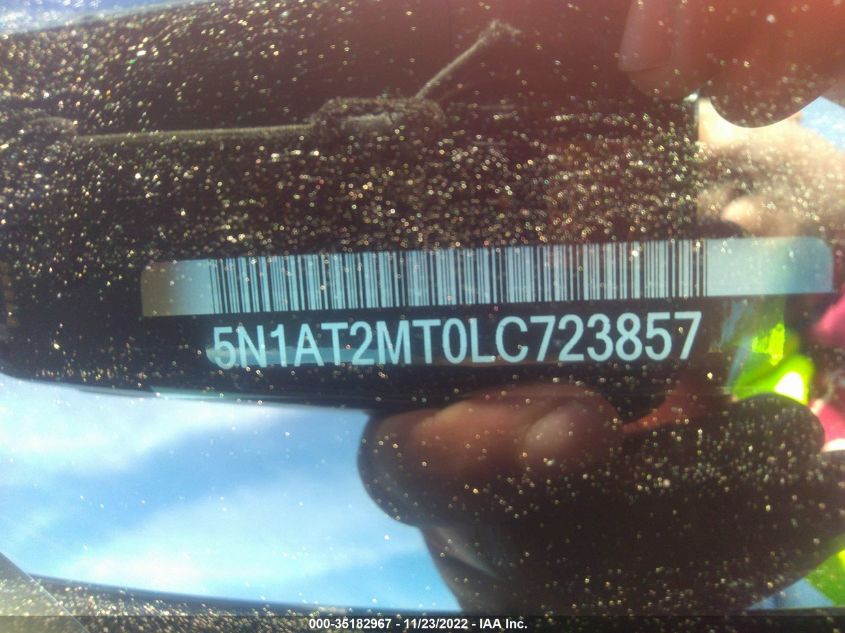 5N1AT2MT0LC723857
000-35182967 - 11/23/2022 - IAA Inc.